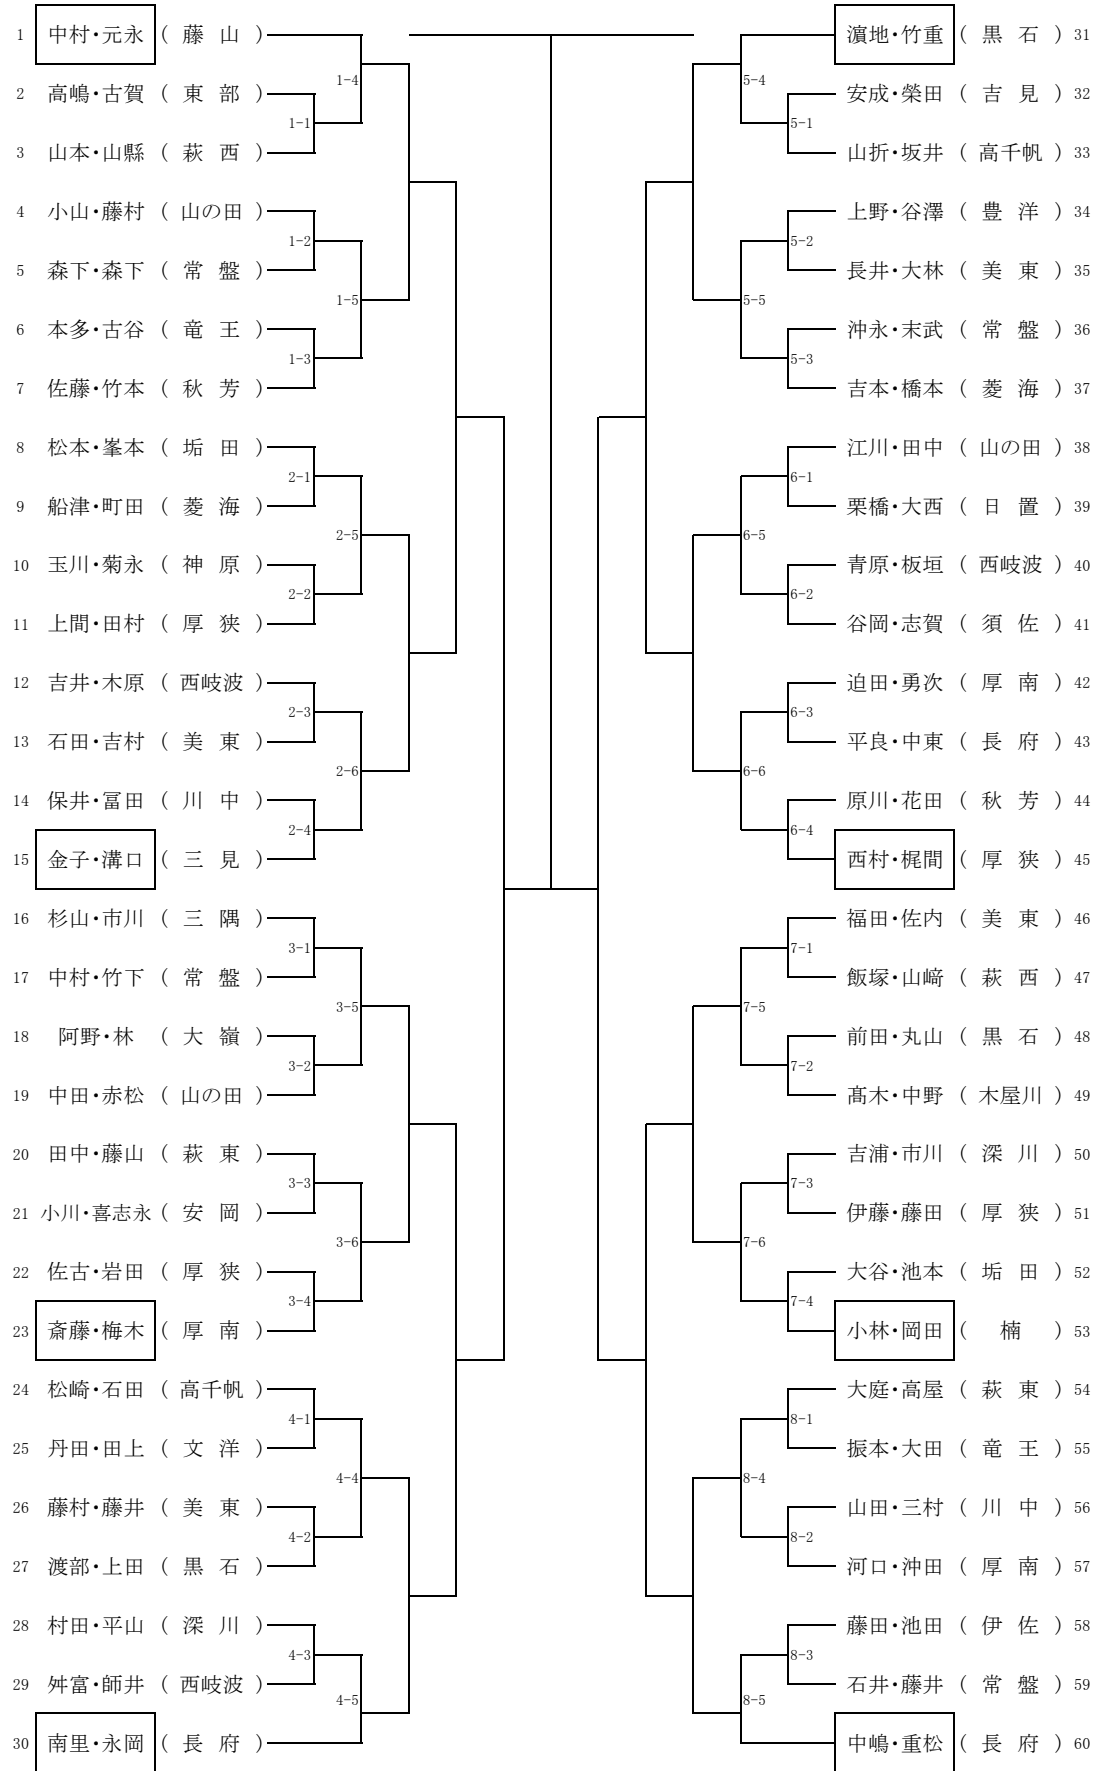 1 中村・元永 ( 藤 山 )
1-4
2 高嶋・古賀 ( 東 部 )
1-1
3 山本・山縣 ( 萩 西 )
4 小山・藤村 ( 山の田 )
1-2
5 森下・森下 ( 常 盤 )
1-5
6 本多・古谷 ( 竜 王 )
1-3
7 佐藤・竹本 ( 秋 芳 )
8 松本・峯本 ( 垢 田 )
2-1
9 船津・町田 ( 菱 海 )
2-5
10 玉川・菊永 ( 神 原 )
2-2
11 上間・田村 ( 厚 狭 )
12 吉井・木原 ( 西岐波 )
2-3
13 石田・吉村 ( 美 東 )
2-6
14 保井・冨田 ( 川 中 )
2-4
15 金子・溝口 ( 三 見 )
16 杉山・市川 ( 三 隅 )
3-1
17 中村・竹下 ( 常 盤 )
3-5
18 阿野・林 ( 大 嶺 )
3-2
19 中田・赤松 ( 山の田 )
20 田中・藤山 ( 萩 東 )
3-3
21 小川・喜志永 ( 安 岡 )
3-6
22 佐古・岩田 ( 厚 狭 )
3-4
23 斎藤・梅木 ( 厚 南 )
24 松崎・石田 ( 高千帆 )
4-1
25 丹田・田上 ( 文 洋 )
4-4
26 藤村・藤井 ( 美 東 )
4-2
27 渡部・上田 ( 黒 石 )
28 村田・平山 ( 深 川 )
4-3
29 舛富・師井 ( 西岐波 )
4-5
30 南里・永岡 ( 長 府 )
濵地・竹重 ( 黒 石 ) 31
5-4
安成・榮田 ( 吉 見 ) 32
5-1
山折・坂井 ( 高千帆 ) 33
上野・谷澤 ( 豊 洋 ) 34
5-2
長井・大林 ( 美 東 ) 35
5-5
沖永・末武 ( 常 盤 ) 36
5-3
吉本・橋本 ( 菱 海 ) 37
江川・田中 ( 山の田 ) 38
6-1
栗橋・大西 ( 日 置 ) 39
6-5
青原・板垣 ( 西岐波 ) 40
6-2
谷岡・志賀 ( 須 佐 ) 41
迫田・勇次 ( 厚 南 ) 42
6-3
平良・中東 ( 長 府 ) 43
6-6
原川・花田 ( 秋 芳 ) 44
6-4
西村・梶間 ( 厚 狭 ) 45
福田・佐内 ( 美 東 ) 46
7-1
飯塚・山﨑 ( 萩 西 ) 47
7-5
前田・丸山 ( 黒 石 ) 48
7-2
髙木・中野 ( 木屋川 ) 49
吉浦・市川 ( 深 川 ) 50
7-3
伊藤・藤田 ( 厚 狭 ) 51
7-6
大谷・池本 ( 垢 田 ) 52
7-4
小林・岡田 ( 楠 ) 53
大庭・高屋 ( 萩 東 ) 54
8-1
振本・大田 ( 竜 王 ) 55
8-4
山田・三村 ( 川 中 ) 56
8-2
河口・沖田 ( 厚 南 ) 57
藤田・池田 ( 伊 佐 ) 58
8-3
石井・藤井 ( 常 盤 ) 59
8-5
中嶋・重松 ( 長 府 ) 60